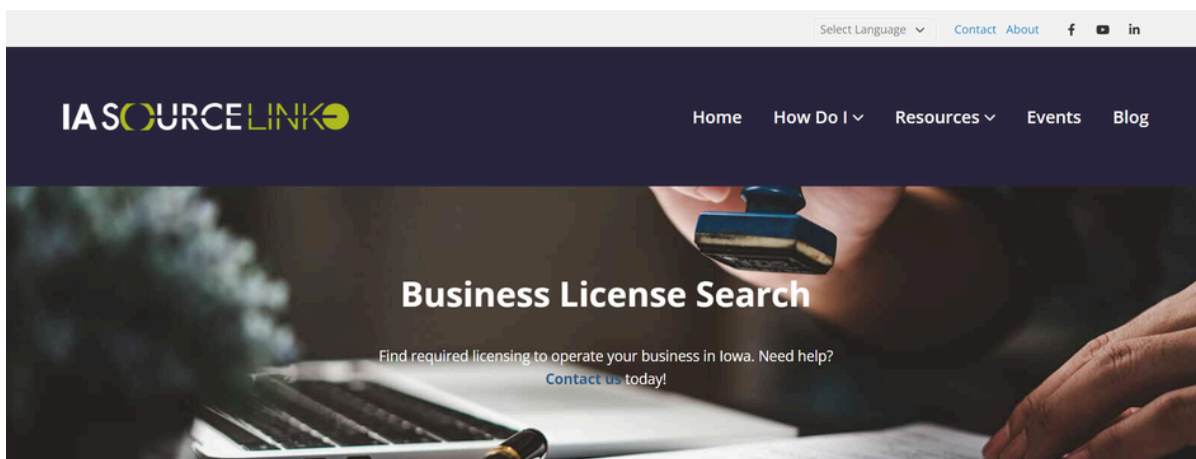 Select Language
Contact About
IA SOURCELINK
Home How Do I Resources Events Blog
Business License Search
Find required licensing to operate your business in Iowa. Need help?
Contact us today!